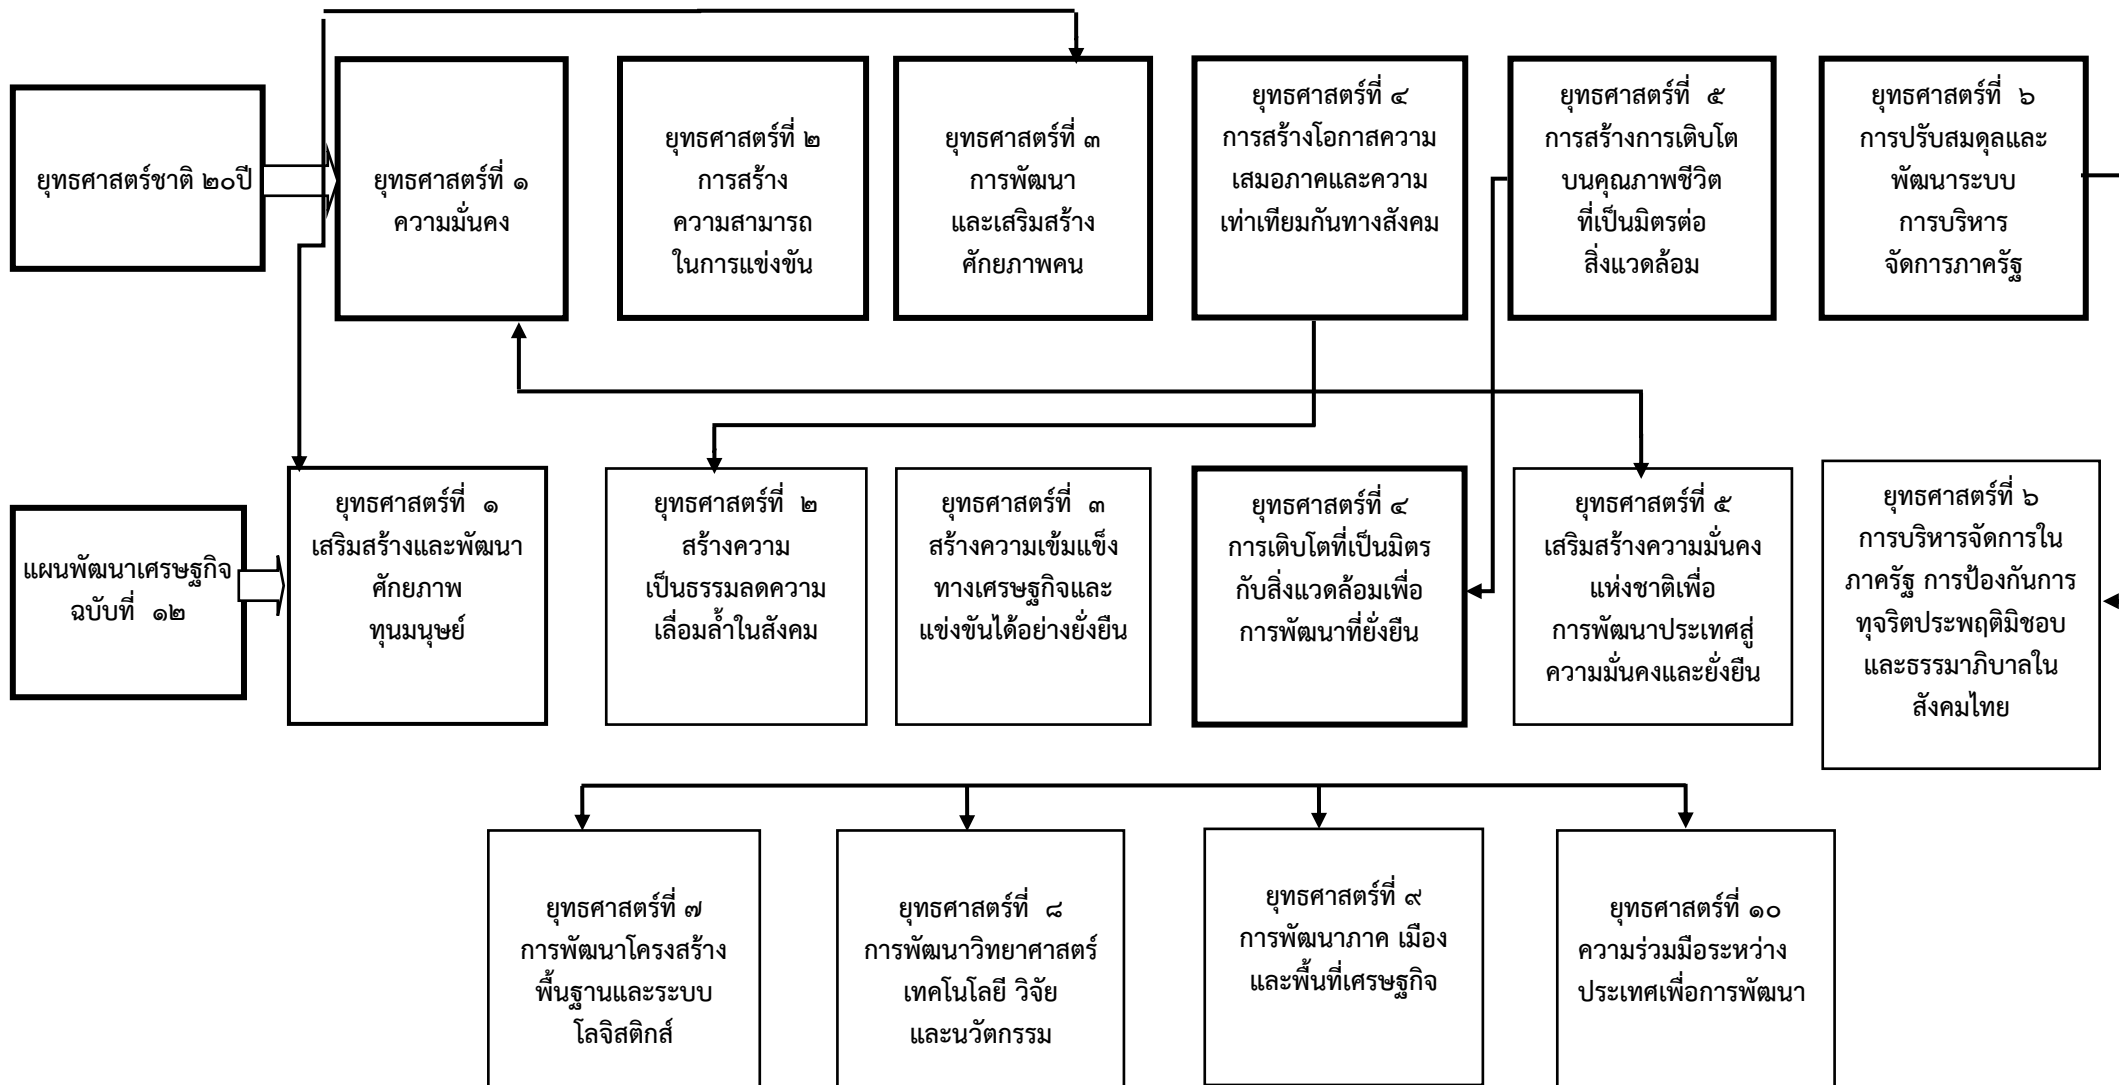 ยุทธศาสตร์ชาติ ๒๐ปี
ยุทธศาสตร์ที่ ๑
ความมั่นคง
ยุทธศาสตร์ที่ ๒
การสร้าง
ความสามารถ
ในการแข่งขัน
ยุทธศาสตร์ที่ ๓
การพัฒนา
และเสริมสร้าง
ศักยภาพคน
ยุทธศาสตร์ที่ ๔
การสร้างโอกาสความ
เสมอภาคและความ
เท่าเทียมกันทางสังคม
ยุทธศาสตร์ที่ ๕
การสร้างการเติบโต
บนคุณภาพชีวิต
ที่เป็นมิตรต่อ
สิ่งแวดล้อม
ยุทธศาสตร์ที่ ๖
การปรับสมดุลและ
พัฒนาระบบ
การบริหาร
จัดการภาครัฐ
แผนพัฒนาเศรษฐกิจ
ฉบับที่ ๑๒
ยุทธศาสตร์ที่ ๑
เสริมสร้างและพัฒนา
ศักยภาพ
ทุนมนุษย์
ยุทธศาสตร์ที่ ๒
สร้างความ
เป็นธรรมลดความ
เลื่อมล้ำในสังคม
ยุทธศาสตร์ที่ ๓
สร้างความเข้มแข็ง
ทางเศรษฐกิจและ
แข่งขันได้อย่างยั่งยืน
ยุทธศาสตร์ที่ ๔
การเติบโตที่เป็นมิตร
กับสิ่งแวดล้อมเพื่อ
การพัฒนาที่ยั่งยืน
ยุทธศาสตร์ที่ ๕
เสริมสร้างความมั่นคง
แห่งชาติเพื่อ
การพัฒนาประเทศสู่
ความมั่นคงและยั่งยืน
ยุทธศาสตร์ที่ ๖
การบริหารจัดการใน
ภาครัฐ การป้องกันการ
ทุจริตประพฤติมิชอบ
และธรรมาภิบาลใน
สังคมไทย
ยุทธศาสตร์ที่ ๗
การพัฒนาโครงสร้าง
พื้นฐานและระบบ
โลจิสติกส์
ยุทธศาสตร์ที่ ๘
การพัฒนาวิทยาศาสตร์
เทคโนโลยี วิจัย
และนวัตกรรม
ยุทธศาสตร์ที่ ๙
การพัฒนาภาค เมือง
และพื้นที่เศรษฐกิจ
ยุทธศาสตร์ที่ ๑๐
ความร่วมมือระหว่าง
ประเทศเพื่อการพัฒนา